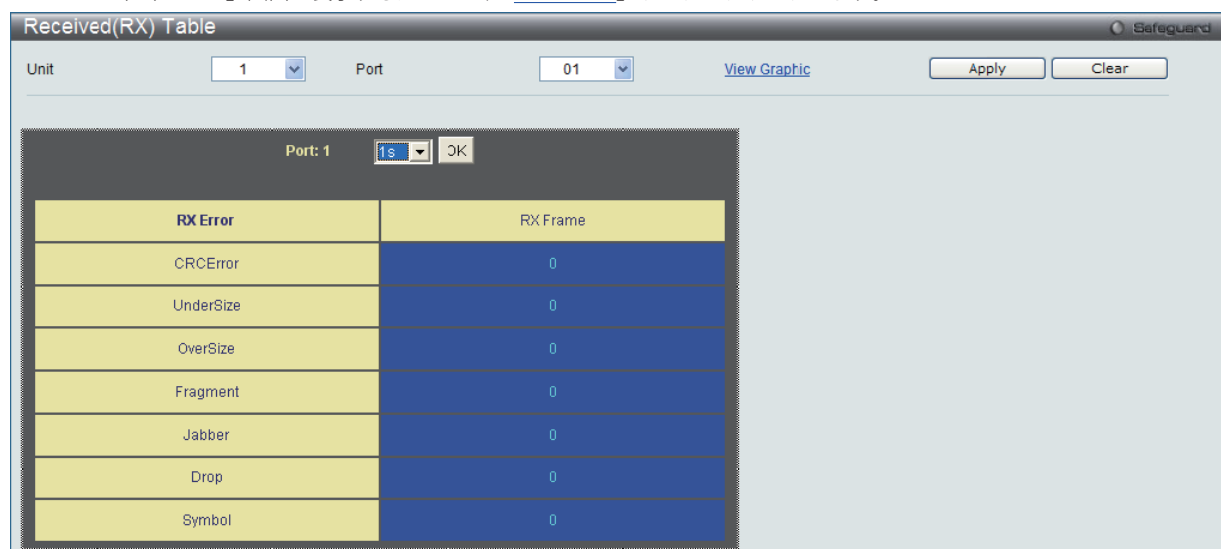 Received(RX) Table
Safeguard
Unit 1 Port 01 View Graphic Apply Clear
Port: 1 1s OK
RX Error RX Frame
CRCError 0
UnderSize 0
OverSize 0
Fragment 0
Jabber 0
Drop 0
Symbol 0